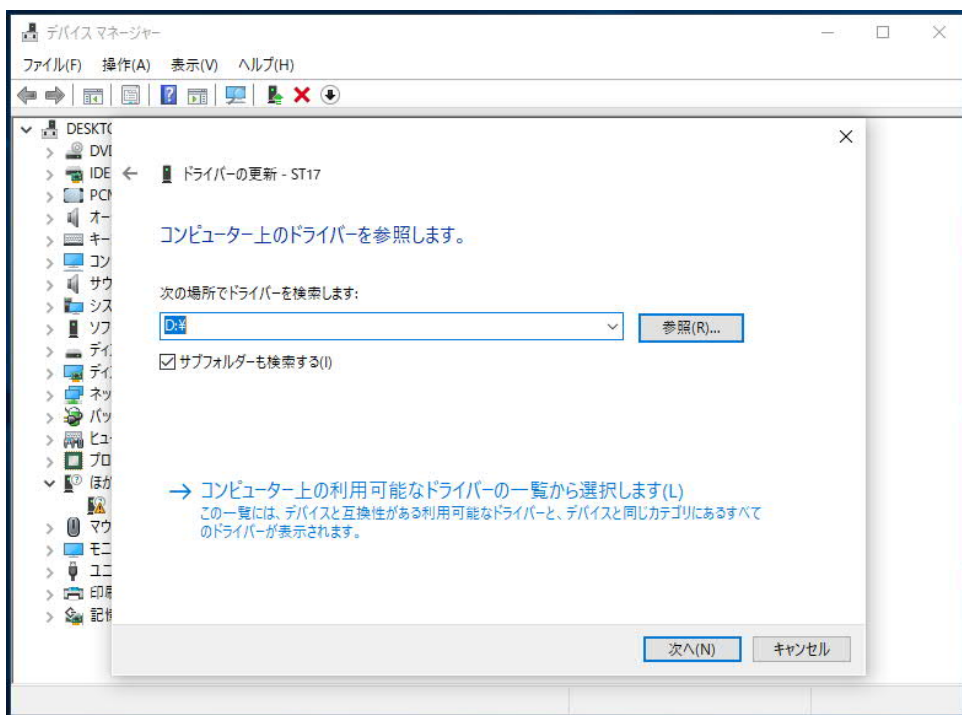 デバイス マネージャー
ファイル(F) 操作(A) 表示(V) ヘルプ(H)
DESKTO
DVD
IDE
PCM
オー
キー
コン
サウ
シス
ソフ
ディス
ディス
ネッ
バッ
ヒュー
プロ
ほか
マウ
モニ
ユニ
印刷
記憶
ドライバーの更新 - ST17
コンピューター上のドライバーを参照します。
次の場所でドライバーを検索します:
D:¥
参照(R)...
サブフォルダーも検索する(I)
コンピューター上の利用可能なドライバーの一覧から選択します(L)
この一覧には、デバイスと互換性がある利用可能なドライバーと、デバイスと同じカテゴリにあるすべて
のドライバーが表示されます。
次へ(N) キャンセル